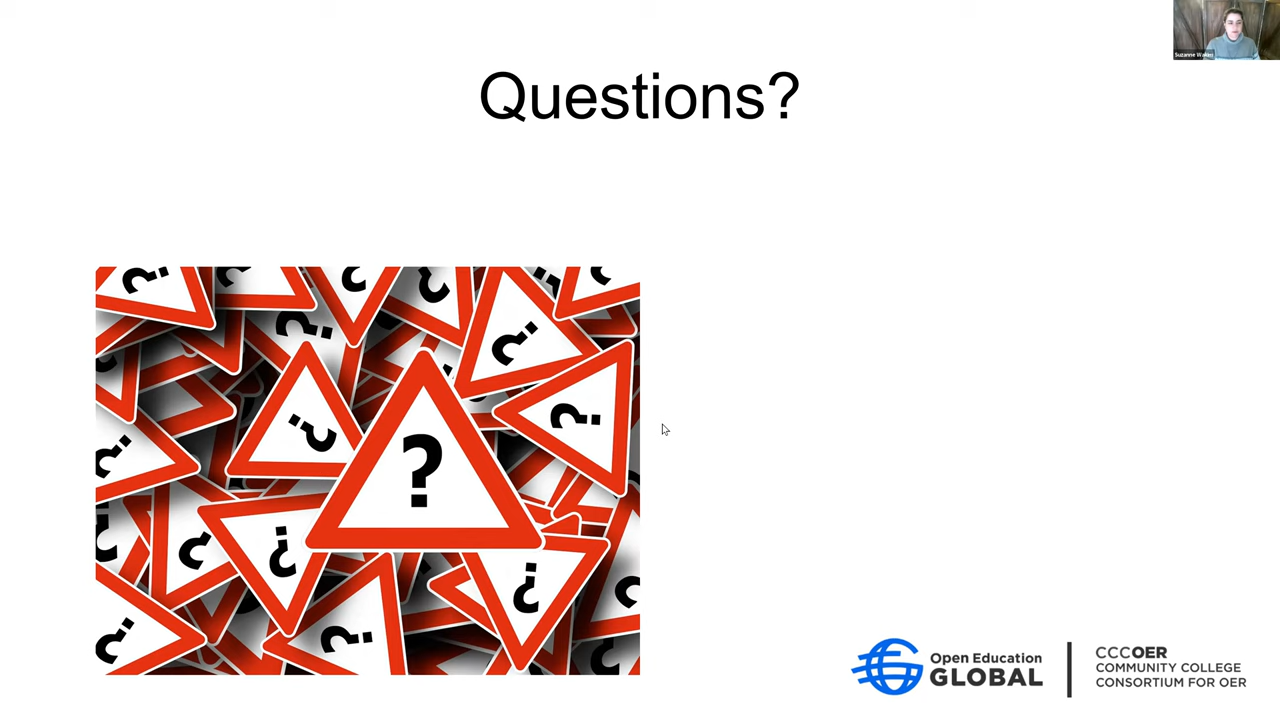 Questions?
?
Open Education
GLOBAL
CCCOER
COMMUNITY COLLEGE
CONSORTIUM FOR OER